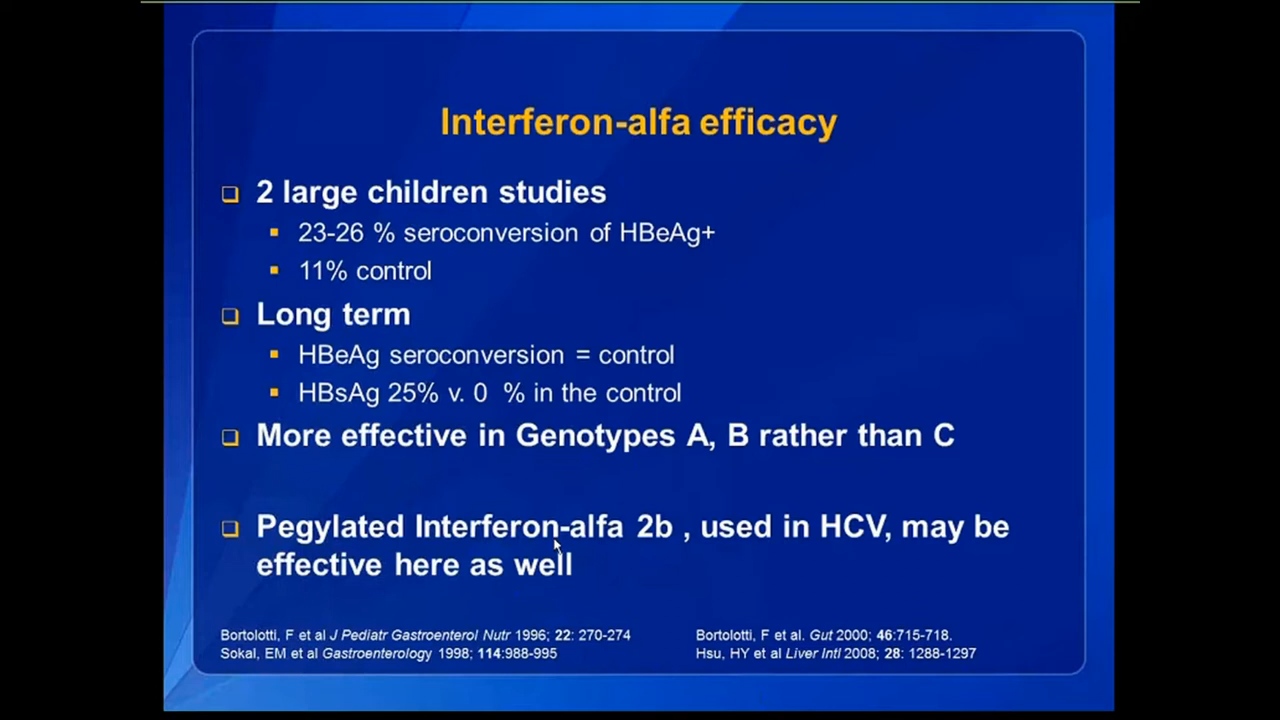 Interferon-alfa efficacy
2 large children studies
23-26 % seroconversion of HBeAg+
11% control
Long term
HBeAg seroconversion = control
HBsAg 25% v. 0 % in the control
More effective in Genotypes A, B rather than C
Pegylated Interferon-alfa 2b , used in HCV, may be
effective here as well
Bortolotti, F et al J Pediatr Gastroenterol Nutr 1996; 22: 270-274
Sokal, EM et al Gastroenterology 1998; 114:988-995
Bortolotti, F et al. Gut 2000; 46:715-718.
Hsu, HY et al Liver Intl 2008; 28: 1288-1297